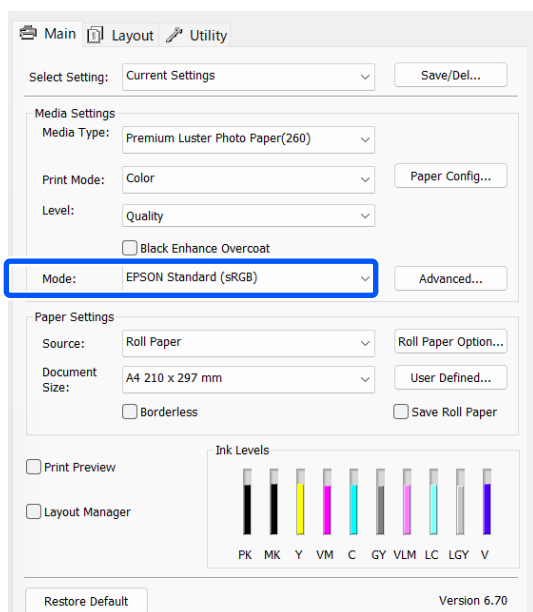 Main Layout Utility
Select Setting: Current Settings Save/Del...
Media Settings
Media Type: Premium Luster Photo Paper(260)
Print Mode: Color Paper Config...
Level: Quality
Black Enhance Overcoat
Mode: EPSON Standard (sRGB) Advanced...
Paper Settings
Source: Roll Paper Roll Paper Option...
Document
Size: A4 210 x 297 mm User Defined...
Borderless Save Roll Paper
Ink Levels
Print Preview
Layout Manager
PK MK Y VM C GY VLM LC LGY V
Restore Default Version 6.70